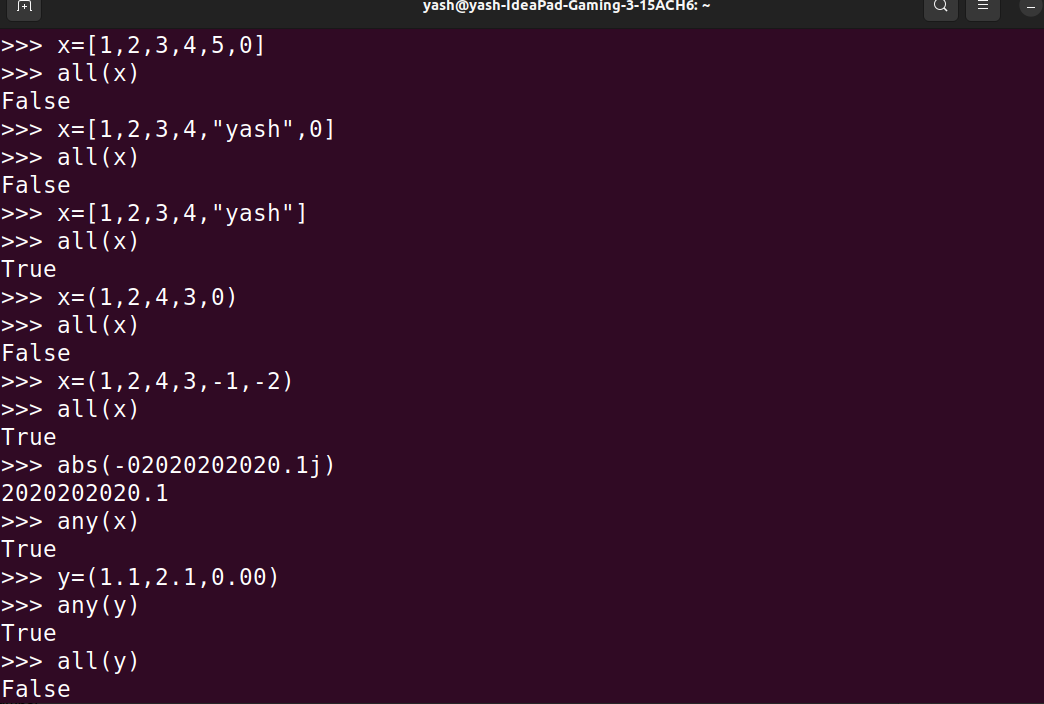 yash@yash-IdeaPad-Gaming-3-15ACH6: ~
>>> x=[1,2,3,4,5,0]
>>> all(x)
False
>>> x=[1,2,3,4,"yash",0]
>>> all(x)
False
>>> x=[1,2,3,4,"yash"]
>>> all(x)
True
>>> x=(1,2,4,3,0)
>>> all(x)
False
>>> x=(1,2,4,3,-1,-2)
>>> all(x)
True
>>> abs(-02020202020.1j)
2020202020.1
>>> any(x)
True
>>> y=(1.1,2.1,0.00)
>>> any(y)
True
>>> all(y)
False